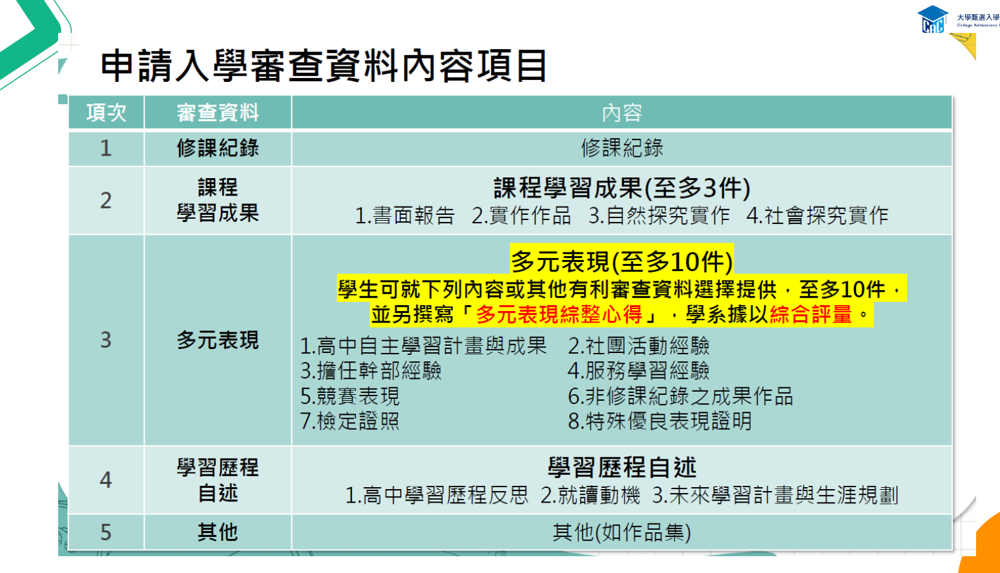 大學甄選入學
申請入學審查資料內容項目
項次 審查資料 內容
1 修課紀錄 修課紀錄
2 課程學習成果 課程學習成果(至多3件)
1.書面報告 2.實作作品 3.自然探究實作 4.社會探究實作
多元表現(至多10件)
學生可就下列內容或其他有利審查資料選擇提供，至多10件，
並另撰寫「多元表現綜整心得」，學系據以綜合評量。
3 多元表現
1.高中自主學習計畫與成果 2.社團活動經驗
3.擔任幹部經驗 4.服務學習經驗
5.競賽表現 6.非修課紀錄之成果作品
7.檢定證照 8.特殊優良表現證明
4 學習歷程自述 學習歷程自述
1.高中學習歷程反思 2.就讀動機 3.未來學習計畫與生涯規劃
5 其他 其他(如作品集)
CAC
College Admissions